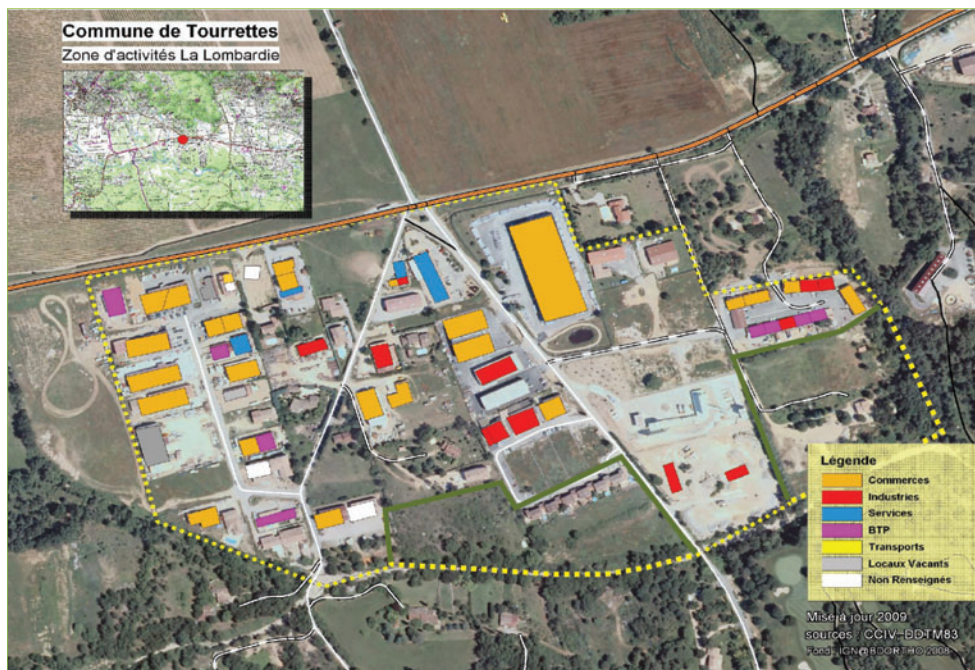 Commune de Tourrettes
Zone d'activités La Lombardie
Légende
Commerces
Industries
Services
BTP
Transports
Locaux Vacants
Non Renseignés
Mise à jour 2009
sources : CCIV-DDTM83
Fond : IGN@BDORTHO 2008